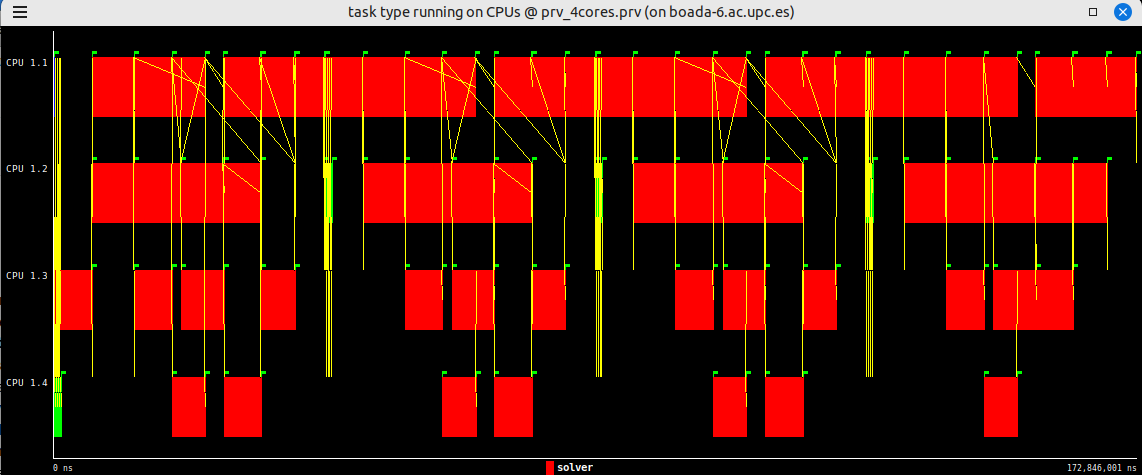 task type running on CPUs @ prv_4cores.prv (on boada-6.ac.upc.es)
CPU 1.1
CPU 1.2
CPU 1.3
CPU 1.4
0 ns
solver
172,846,001 ns